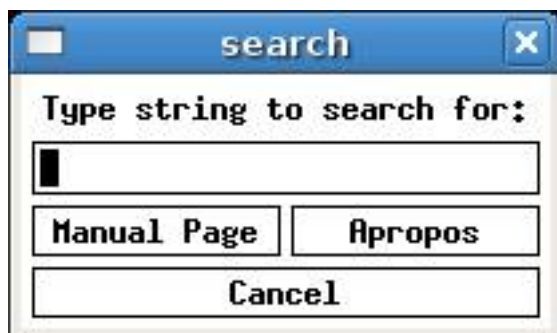 search
Type string to search for:
Manual Page
Apropos
Cancel